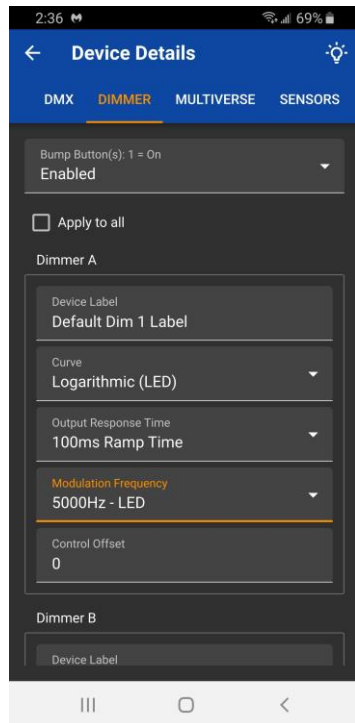 2:36 69%
Device Details
DMX DIMMER MULTIVERSE SENSORS
Bump Button(s): 1 = On
Enabled
Apply to all
Dimmer A
Device Label
Default Dim 1 Label
Curve
Logarithmic (LED)
Output Response Time
100ms Ramp Time
Modulation Frequency
5000Hz - LED
Control Offset
0
Dimmer B
Device Label